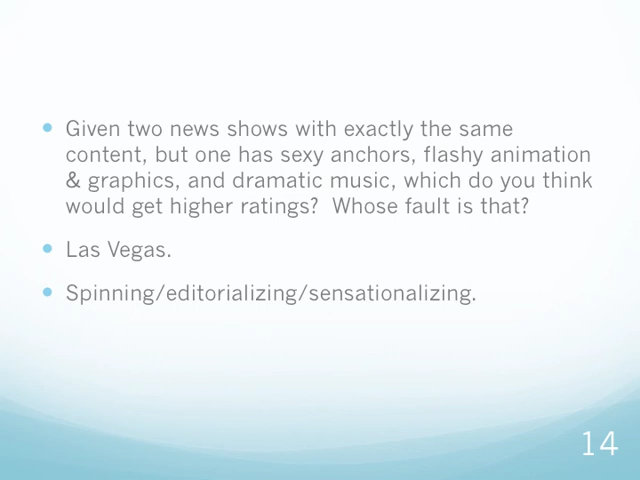 • Given two news shows with exactly the same
content, but one has sexy anchors, flashy animation
& graphics, and dramatic music, which do you think
would get higher ratings?  Whose fault is that?
• Las Vegas.
• Spinning/editorializing/sensationalizing.
14